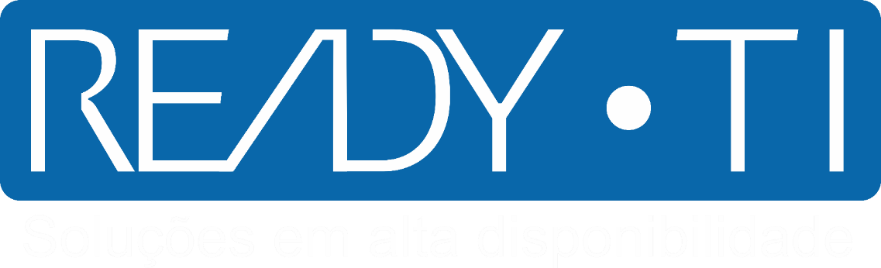 READY • TI
Soluções em alta disponibilidade